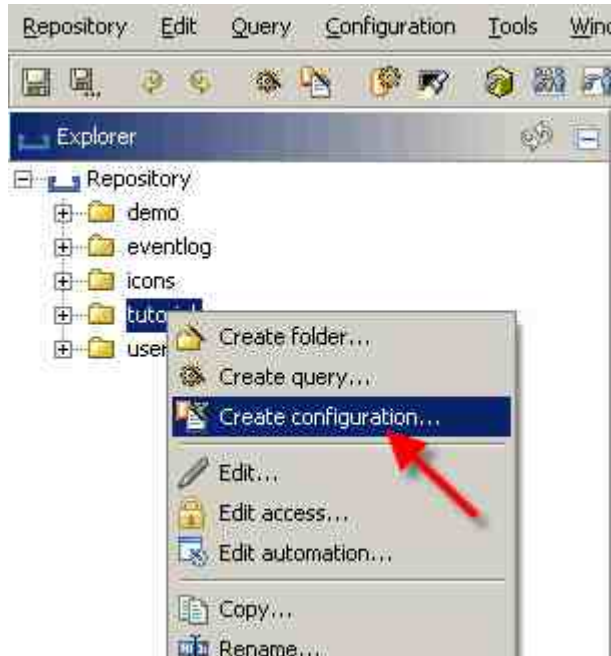 Repository Edit Query Configuration Tools
Explorer
Repository
demo
eventlog
icons
Create folder...
user
Create query...
Create configuration...
Edit...
Edit access...
Edit automation...
Copy...
Rename...